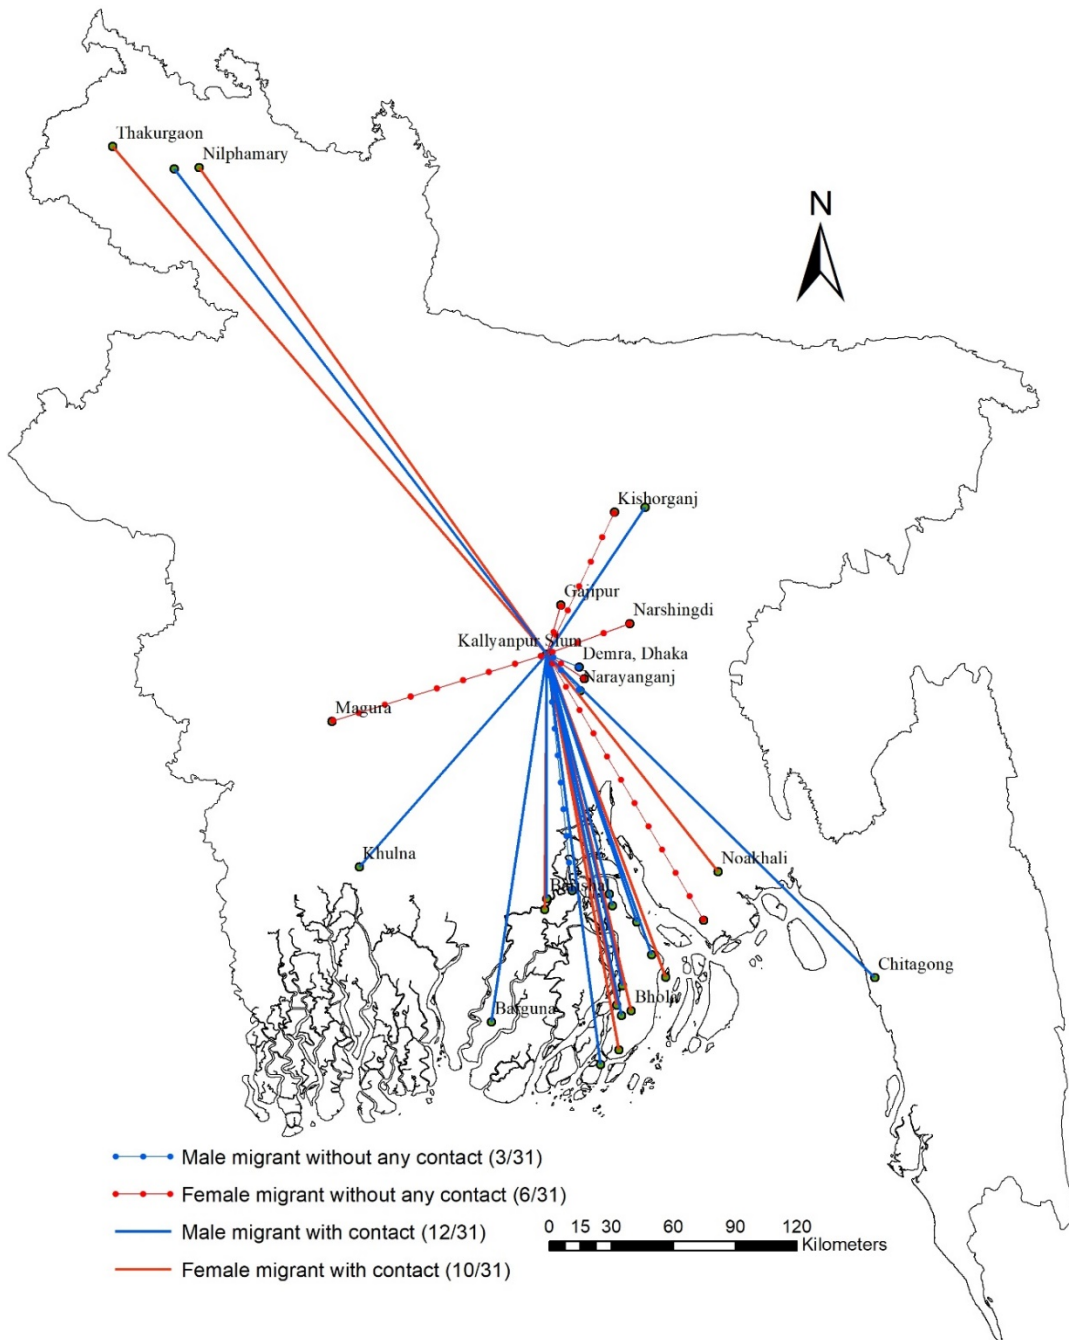 Thakurgaon
Nilphamary
N
Kishorganj
Gajipur
Narshingdi
Kallyanpur Slum
Demra, Dhaka
Narayanganj
Magura
Khulna
Noakhali
Barishal
Chitagong
Bhola
Barguna
Male migrant without any contact (3/31)
Female migrant without any contact (6/31)
Male migrant with contact (12/31)
Female migrant with contact (10/31)
0 15 30 60 90 120
Kilometers